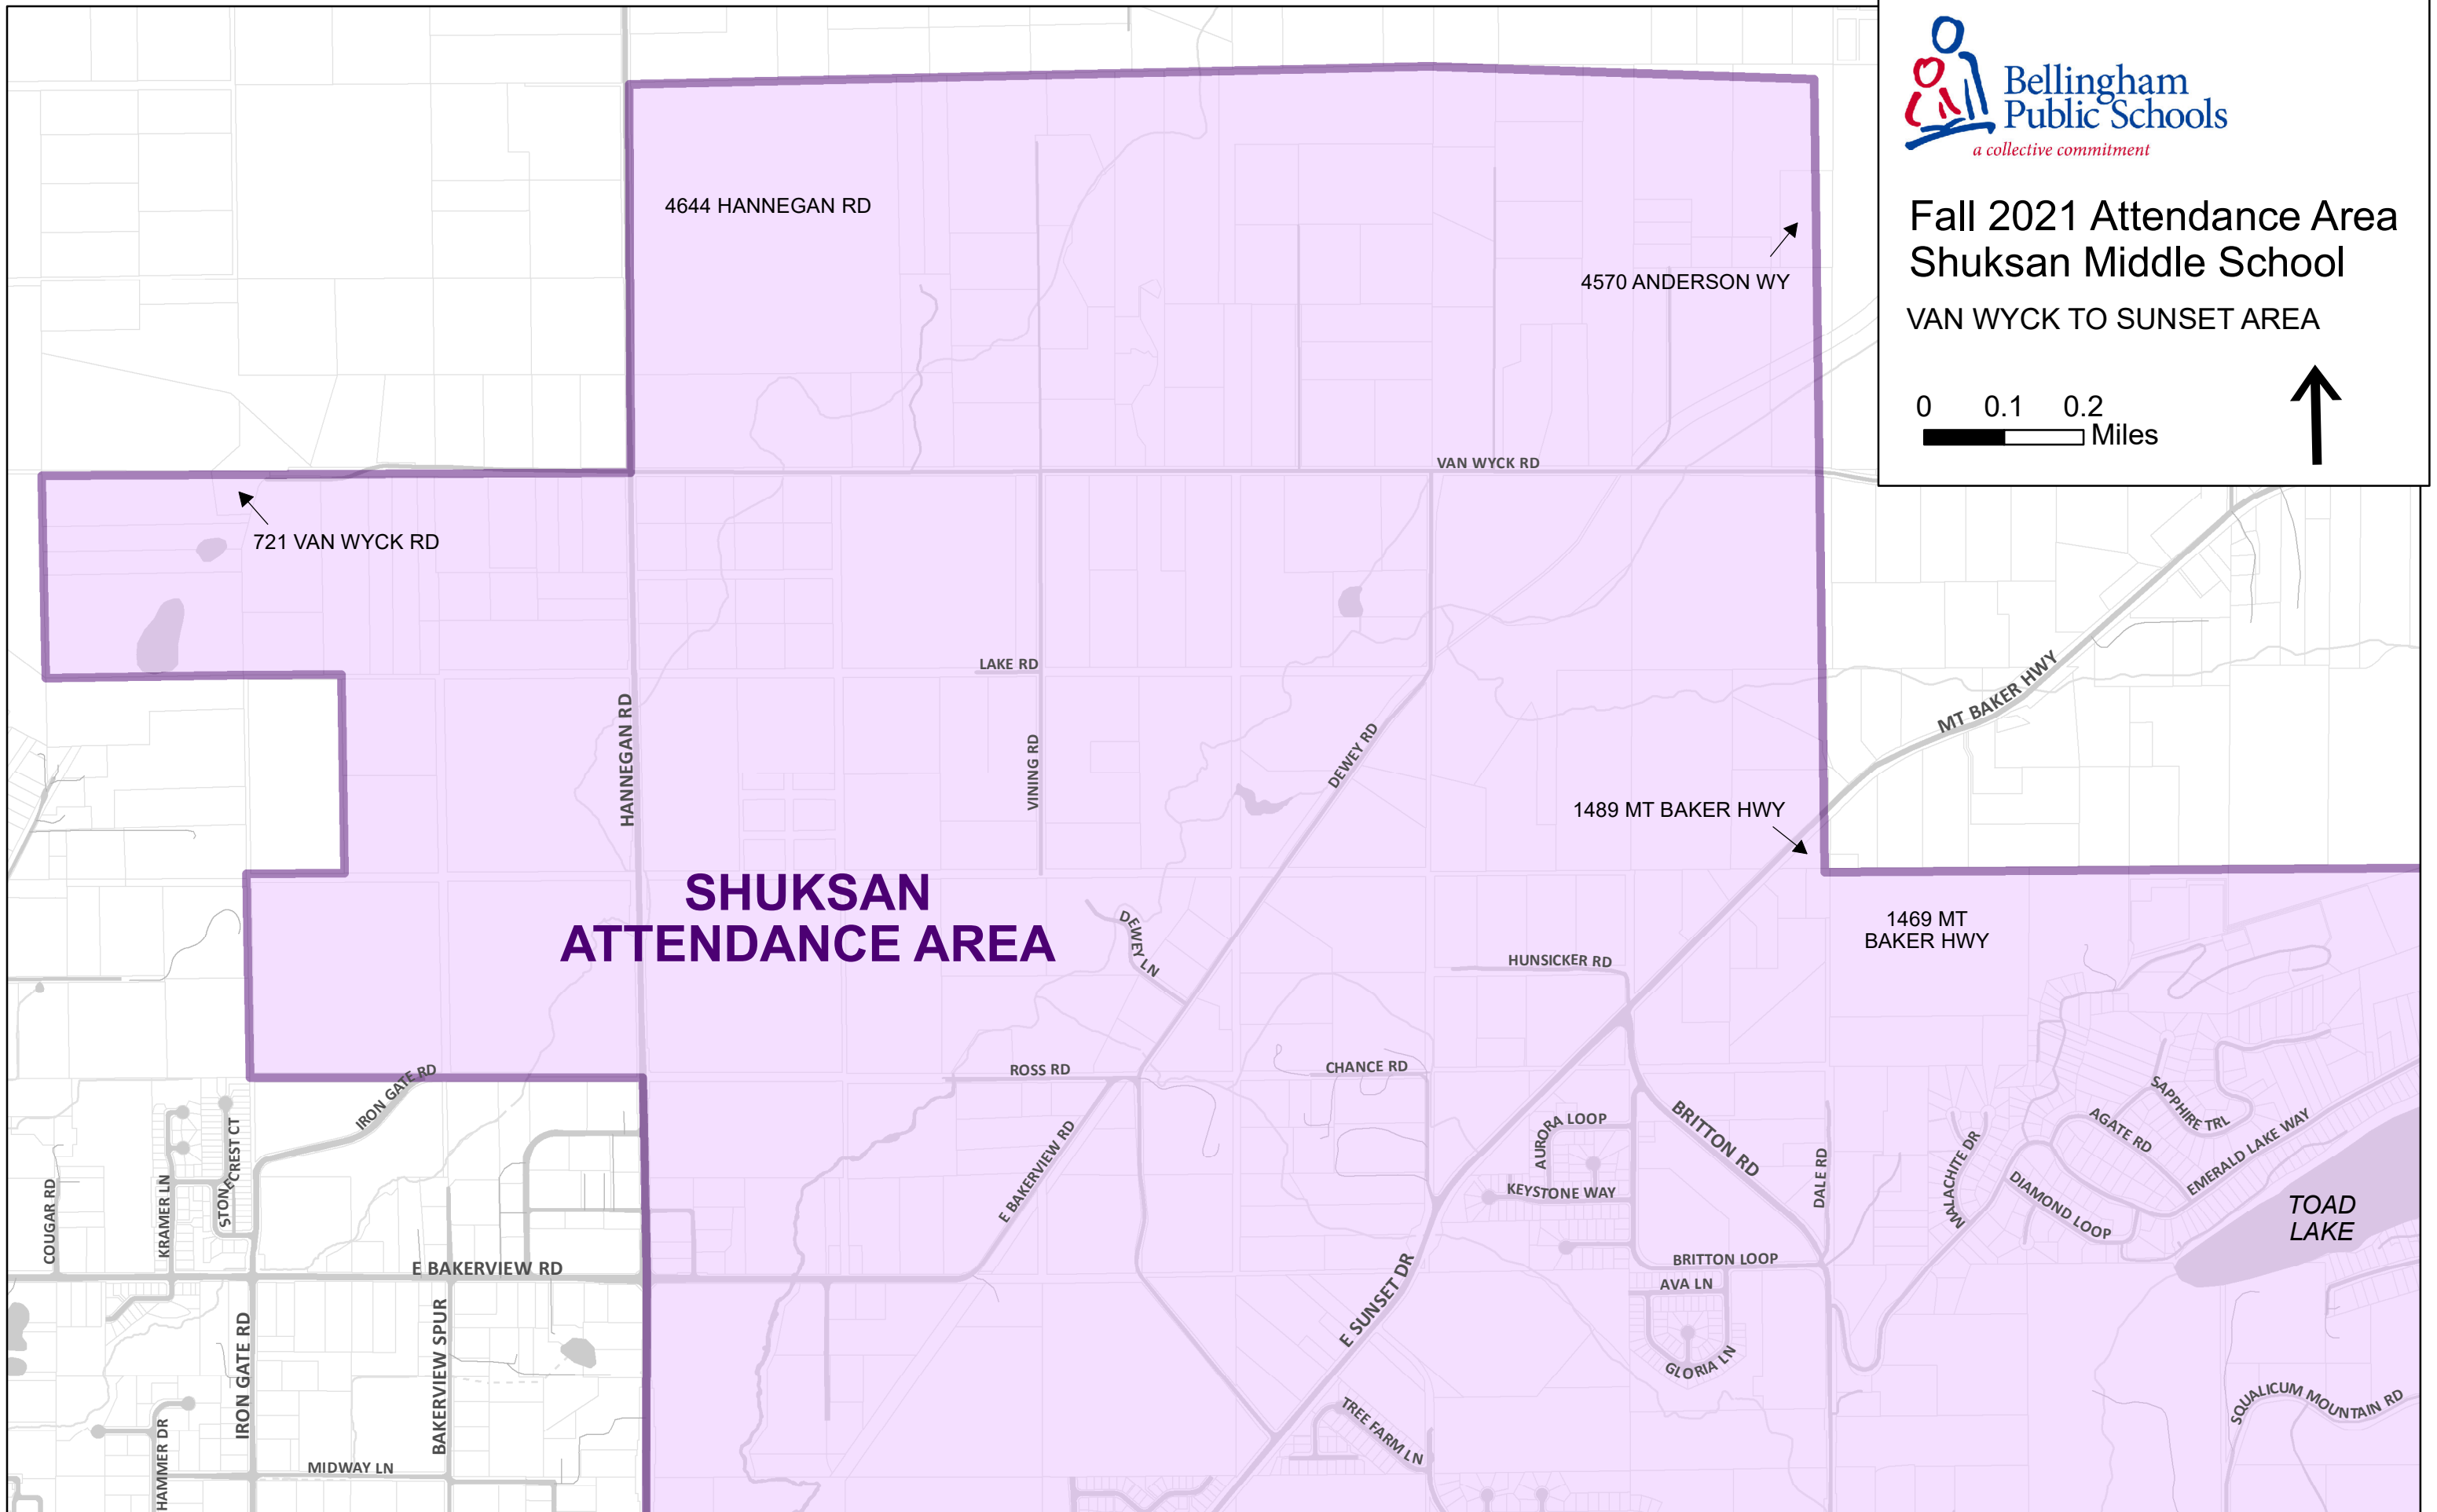 Bellingham
Public Schools
a collective commitment
Fall 2021 Attendance Area
Shuksan Middle School
VAN WYCK TO SUNSET AREA
0 0.1 0.2
Miles
4644 HANNEGAN RD
4570 ANDERSON WY
VAN WYCK RD
721 VAN WYCK RD
LAKE RD
HANNEGAN RD
VINING RD
DEWEY RD
MT BAKER HWY
1489 MT BAKER HWY
SHUKSAN
ATTENDANCE AREA
1469 MT
BAKER HWY
DEWEY LN
HUNSICKER RD
ROSS RD
CHANCE RD
IRON GATE RD
AURORA LOOP
BRITTON RD
SAPPHIRE TRL
AGATE RD
EMERALD LAKE WAY
MALACHITE DR
DIAMOND LOOP
DALE RD
KEYSTONE WAY
E BAKERVIEW RD
COUGAR RD
KRAMER LN
STONECREST CT
TOAD
LAKE
E BAKERVIEW RD
BRITTON LOOP
AVA LN
E SUNSET DR
GLORIA LN
IRON GATE RD
BAKERVIEW SPUR
TREE FARM LN
SQUALICUM MOUNTAIN RD
HAMMER DR
MIDWAY LN